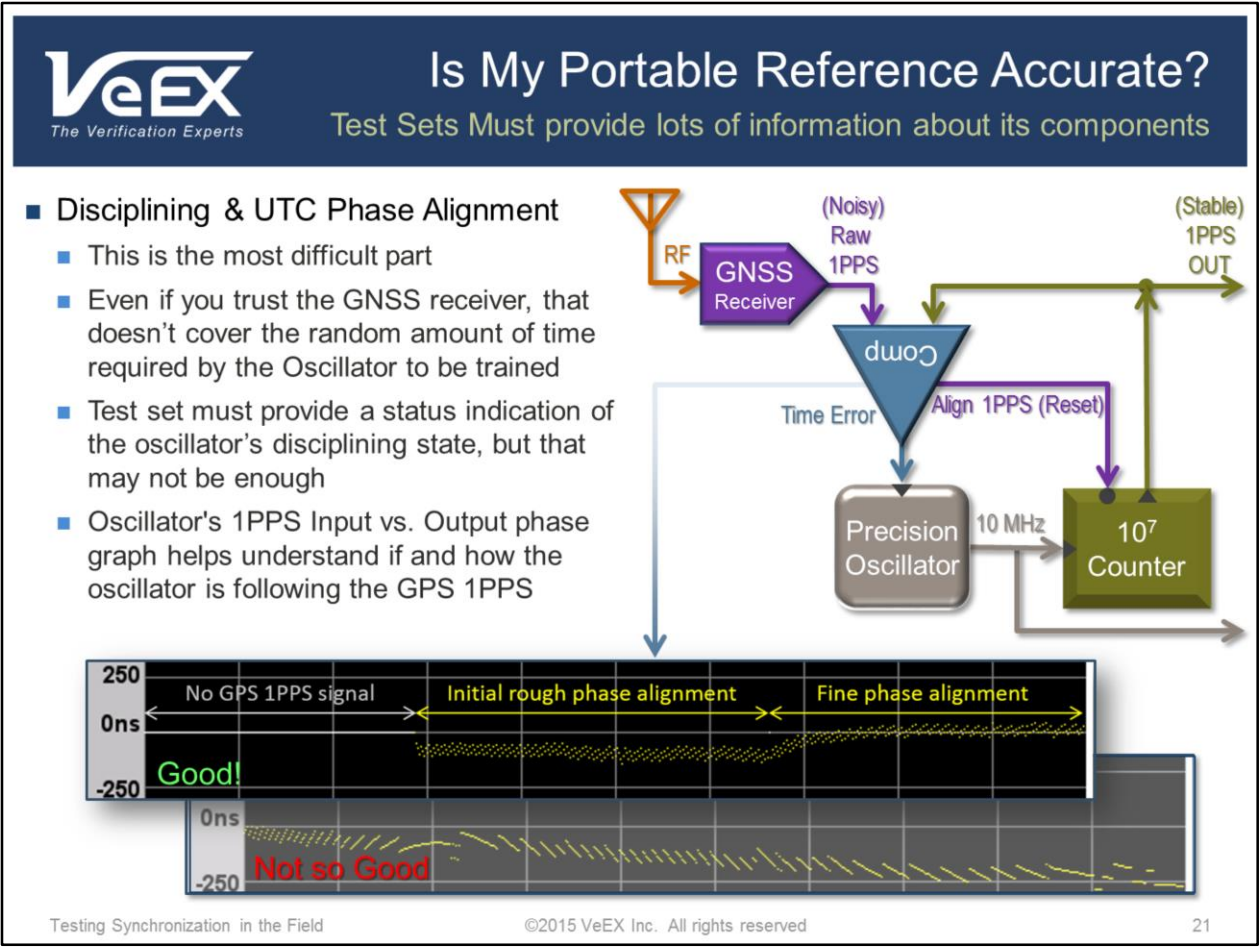 VeEX
The Verification Experts
Is My Portable Reference Accurate?
Test Sets Must provide lots of information about its components
Disciplining & UTC Phase Alignment
This is the most difficult part
Even if you trust the GNSS receiver, that
doesn't cover the random amount of time
required by the Oscillator to be trained
Test set must provide a status indication of
the oscillator's disciplining state, but that
may not be enough
Oscillator's 1PPS Input vs. Output phase
graph helps understand if and how the
oscillator is following the GPS 1PPS
RF
GNSS
Receiver
(Noisy)
Raw
1PPS
(Stable)
1PPS
OUT
Comp
Time Error
Align 1PPS (Reset)
Precision
Oscillator
10 MHz
10⁷
Counter
250
0ns
-250
No GPS 1PPS signal
Initial rough phase alignment
Fine phase alignment
Good!
0ns
-250
Not so Good
Testing Synchronization in the Field
©2015 VeEX Inc. All rights reserved
21